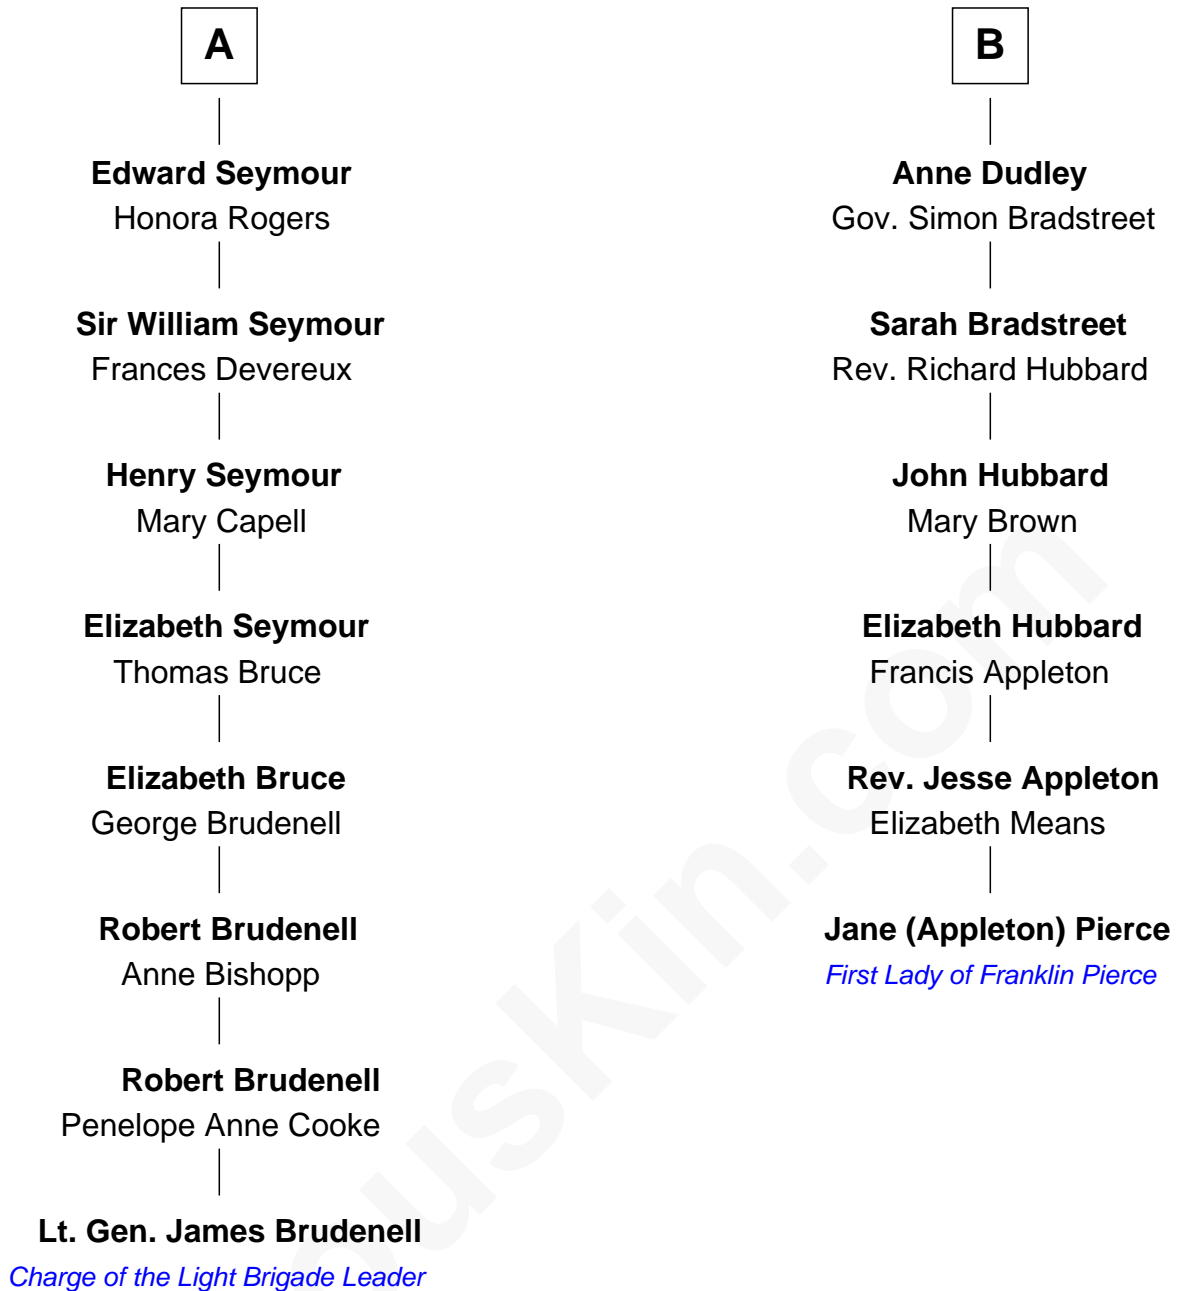 A
Edward Seymour
Honora Rogers
Sir William Seymour
Frances Devereux
Henry Seymour
Mary Capell
Elizabeth Seymour
Thomas Bruce
Elizabeth Bruce
George Brudenell
Robert Brudenell
Anne Bishopp
Robert Brudenell
Penelope Anne Cooke
Lt. Gen. James Brudenell
Charge of the Light Brigade Leader
B
Anne Dudley
Gov. Simon Bradstreet
Sarah Bradstreet
Rev. Richard Hubbard
John Hubbard
Mary Brown
Elizabeth Hubbard
Francis Appleton
Rev. Jesse Appleton
Elizabeth Means
Jane (Appleton) Pierce
First Lady of Franklin Pierce